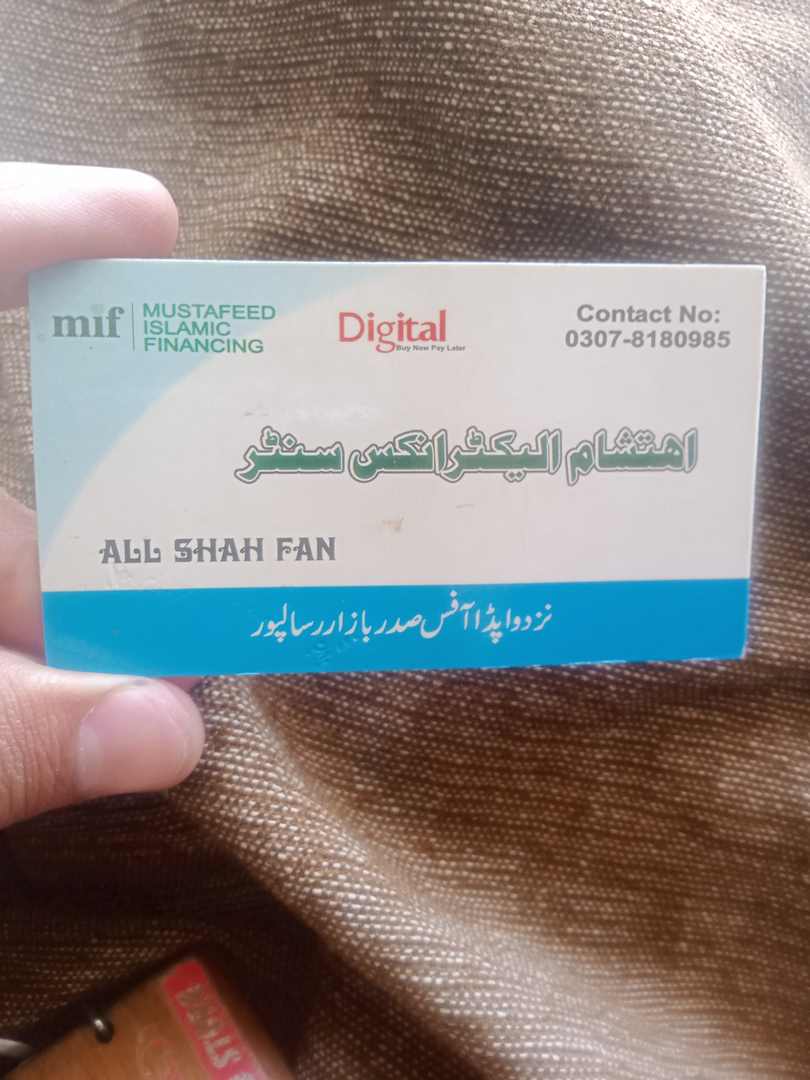 mif
MUSTAFEED
ISLAMIC
FINANCING
Digital
Buy Now Pay Later
Contact No:
0307-8180985
اهتشام الیکٹرانکس سنٹر
ALL SHAH FAN
نزد واپڈا آفس صدر بازار رسالپور